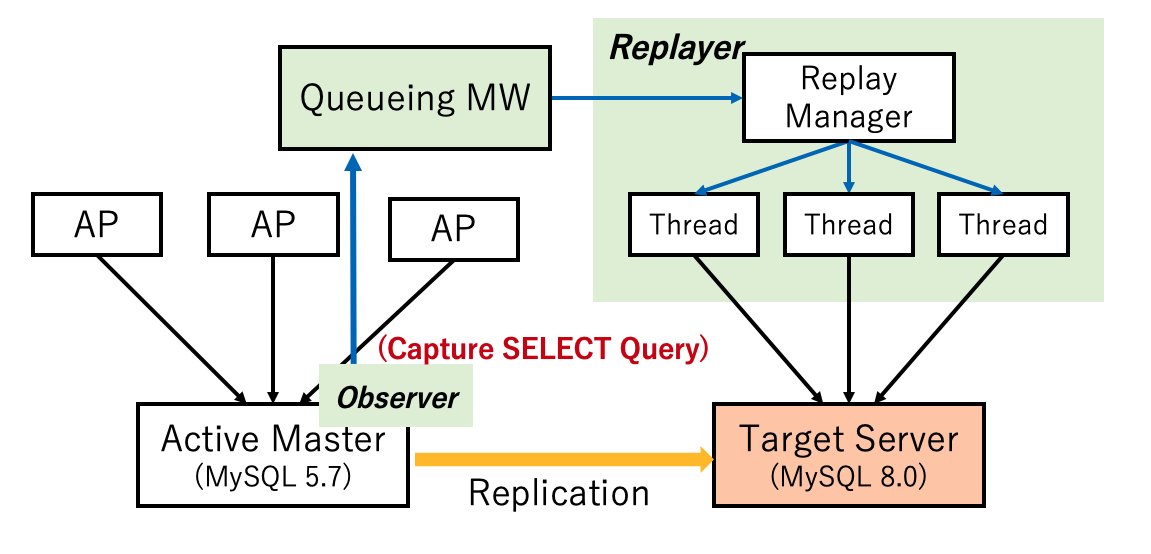 Replayer
Queueing MW
Replay
Manager
AP
AP
AP
Thread
Thread
Thread
(Capture SELECT Query)
Observer
Active Master
(MySQL 5.7)
Replication
Target Server
(MySQL 8.0)